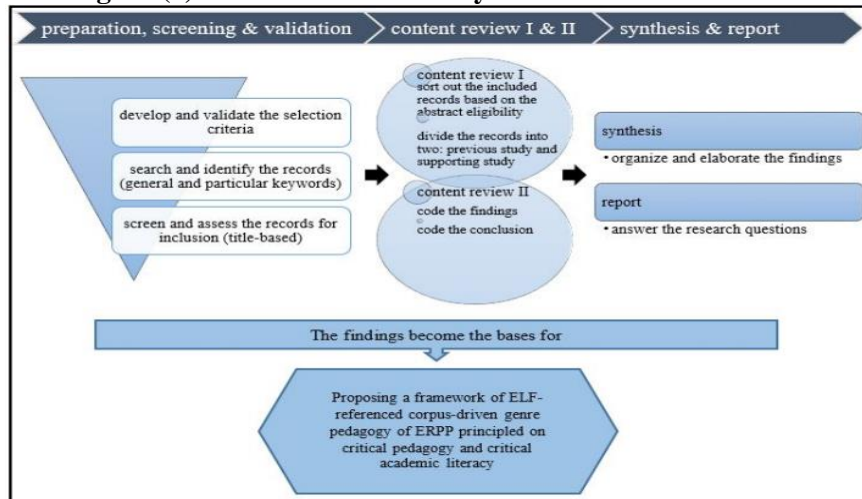 preparation, screening & validation
content review I & II
synthesis & report
develop and validate the selection
criteria
search and identify the records
(general and particular keywords)
screen and assess the records for
inclusion (title-based)
content review I
sort out the included
records based on the
abstract eligibility
divide the records into
two: previous study and
supporting study
content review II
code the findings
code the conclusion
synthesis
• organize and elaborate the findings
report
• answer the research questions
The findings become the bases for
Proposing a framework of ELF-
referenced corpus-driven genre
pedagogy of ERPP principled on
critical pedagogy and critical
academic literacy